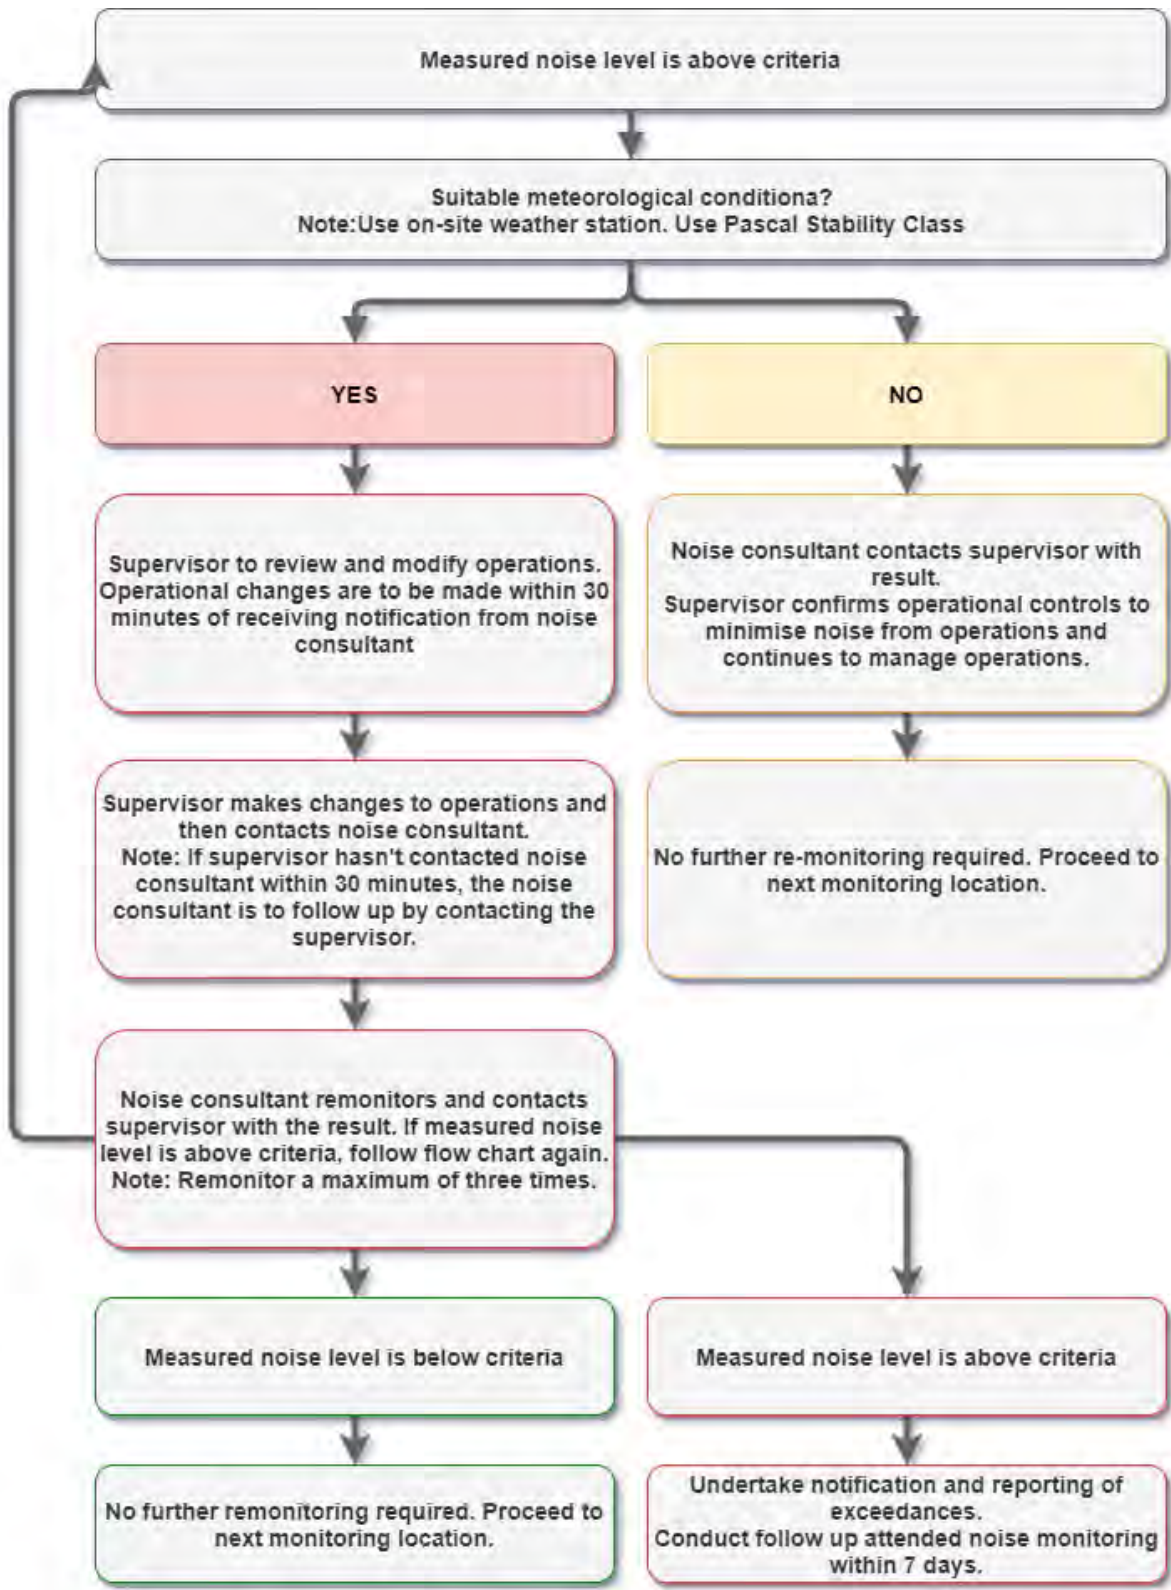 Measured noise level is above criteria
Suitable meteorological conditiona?
Note:Use on-site weather station. Use Pascal Stability Class
YES
NO
Supervisor to review and modify operations.
Operational changes are to be made within 30
minutes of receiving notification from noise
consultant
Noise consultant contacts supervisor with
result.
Supervisor confirms operational controls to
minimise noise from operations and
continues to manage operations.
Supervisor makes changes to operations and
then contacts noise consultant.
Note: If supervisor hasn't contacted noise
consultant within 30 minutes, the noise
consultant is to follow up by contacting the
supervisor.
No further re-monitoring required. Proceed to
next monitoring location.
Noise consultant remonitors and contacts
supervisor with the result. If measured noise
level is above criteria, follow flow chart again.
Note: Remonitor a maximum of three times.
Measured noise level is below criteria
Measured noise level is above criteria
No further remonitoring required. Proceed to
next monitoring location.
Undertake notification and reporting of
exceedances.
Conduct follow up attended noise monitoring
within 7 days.